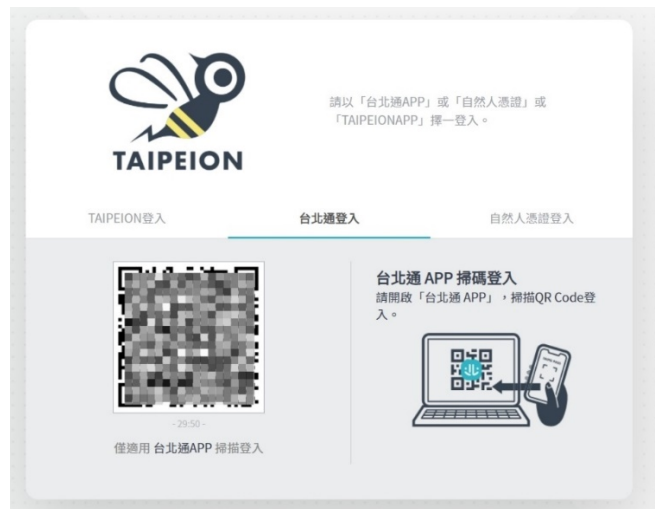 TAIPEION
請以「台北通APP」或「自然人憑證」或
「TAIPEIONAPP」擇一登入。
TAIPEION登入
台北通登入
自然人憑證登入
- 29:50 -
僅適用 台北通APP 掃描登入
台北通 APP 掃碼登入
請開啟「台北通 APP」，掃描QR Code登
入。